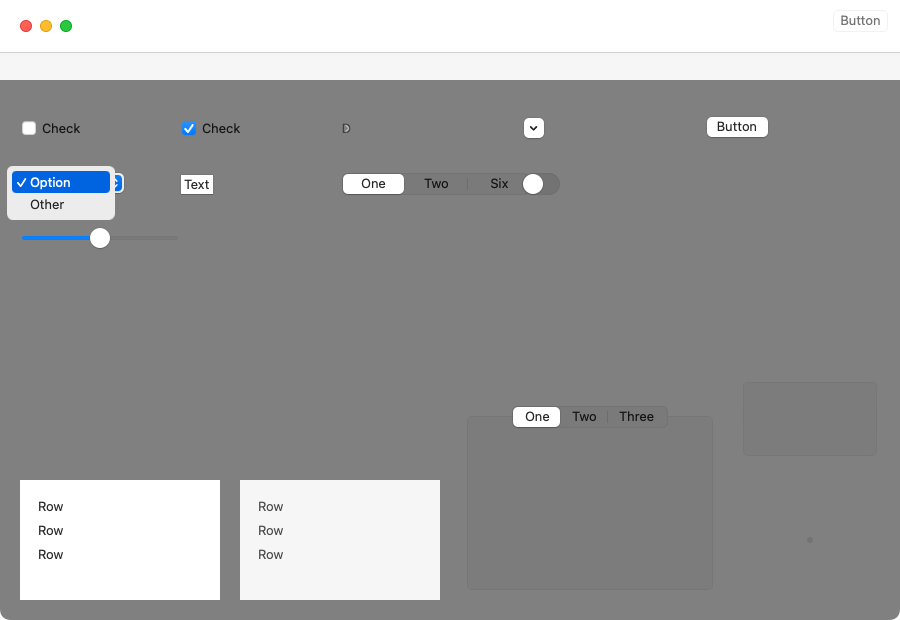 Button
Check
Check
D
Button
Option
Other
Text
One
Two
Six
One
Two
Three
Row
Row
Row
Row
Row
Row